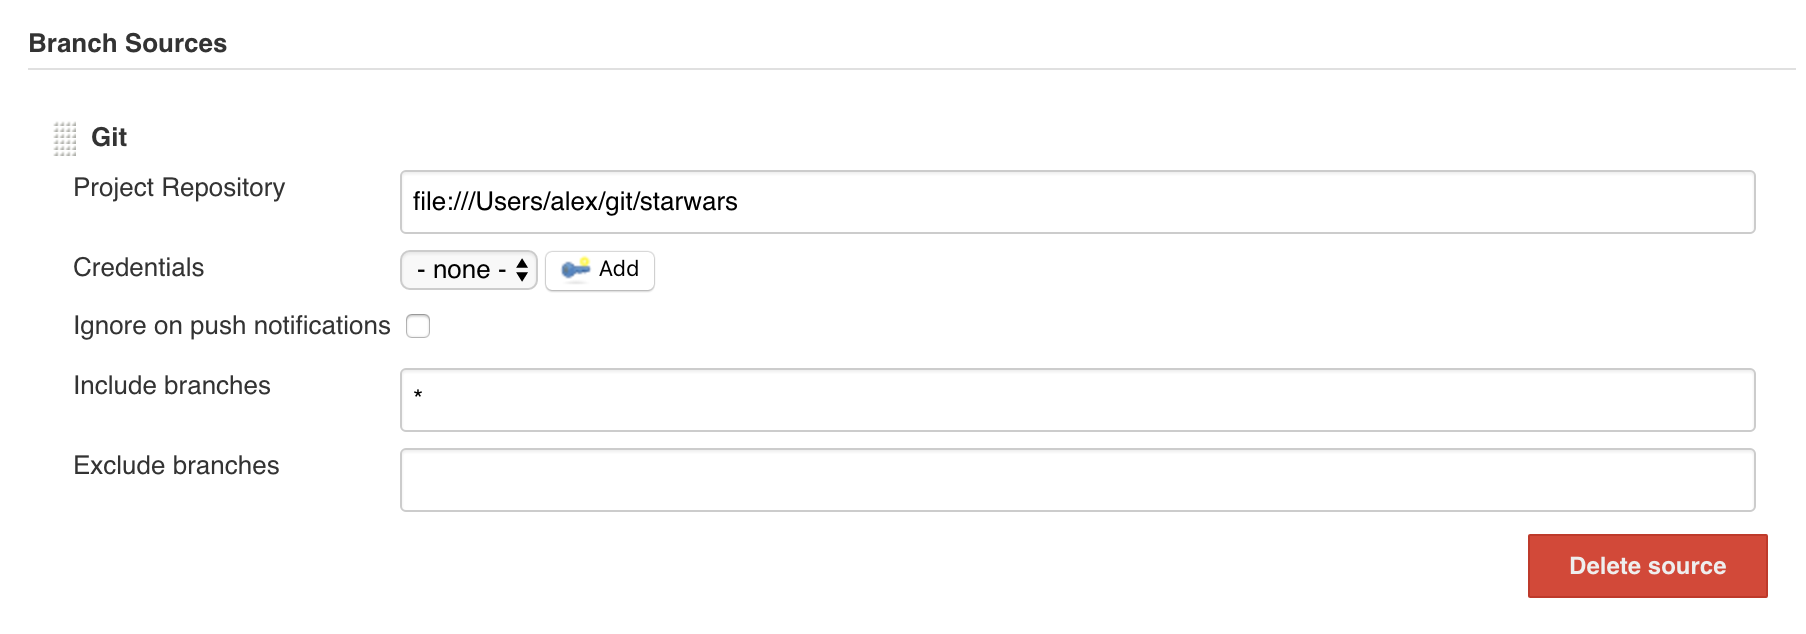 Branch Sources
Git
Project Repository
file:///Users/alex/git/starwars
Credentials
- none -
Add
Ignore on push notifications
Include branches
*
Exclude branches
Delete source